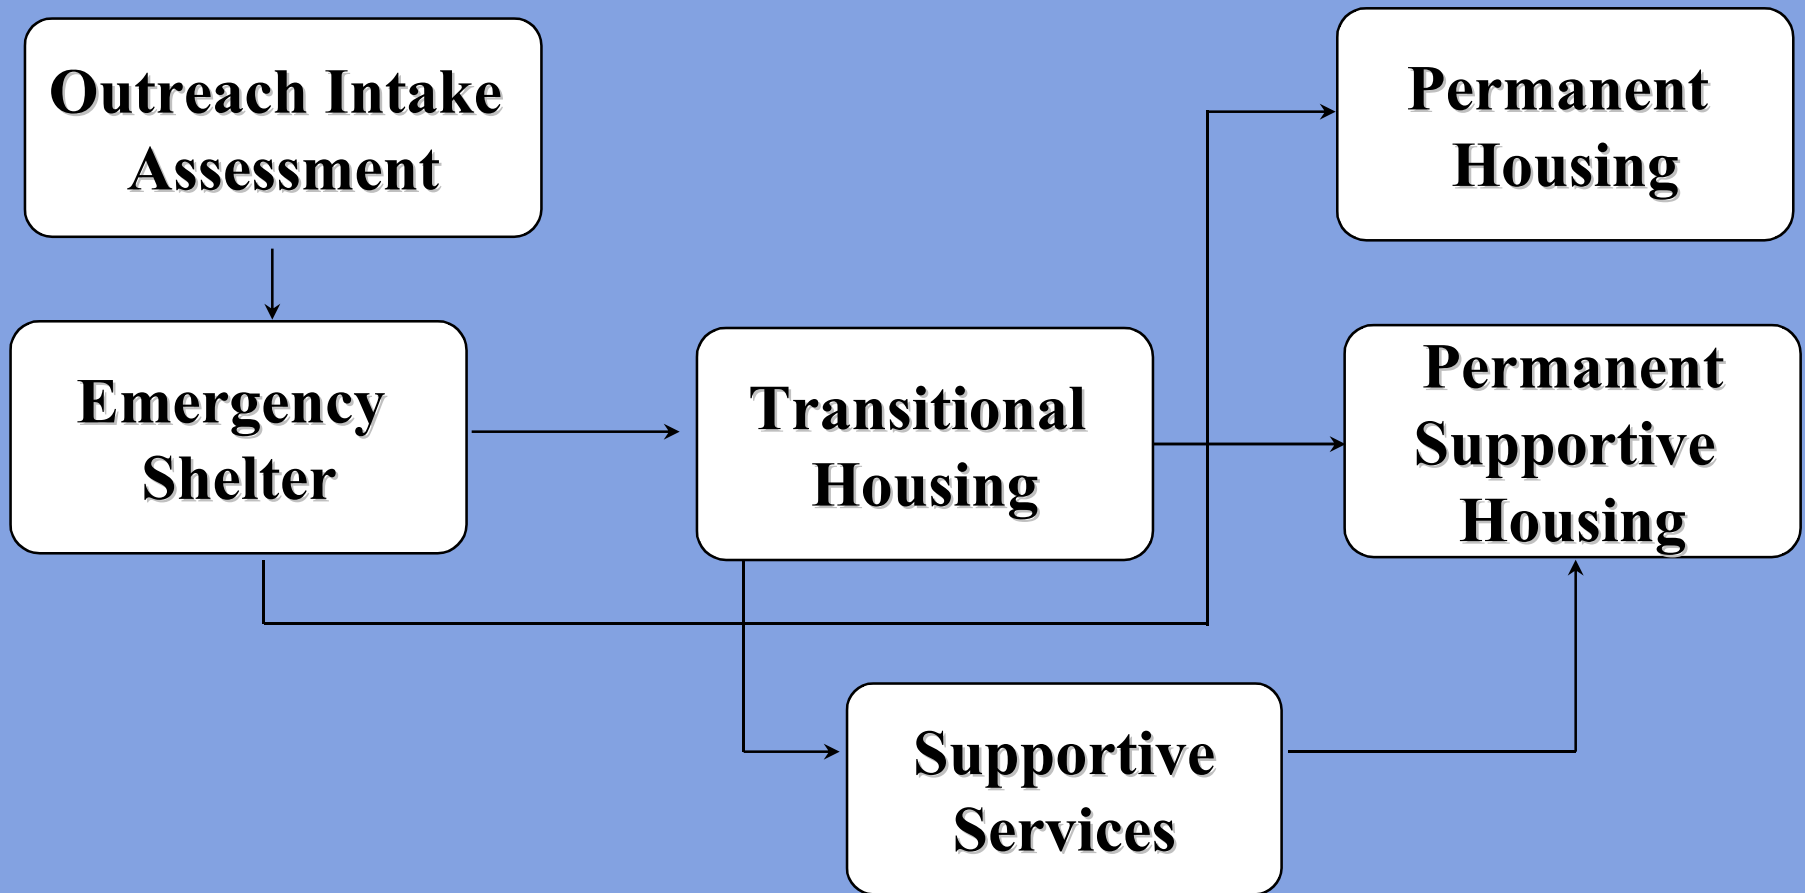 Outreach Intake
Assessment
Permanent
Housing
Emergency
Shelter
Transitional
Housing
Permanent
Supportive
Housing
Supportive
Services